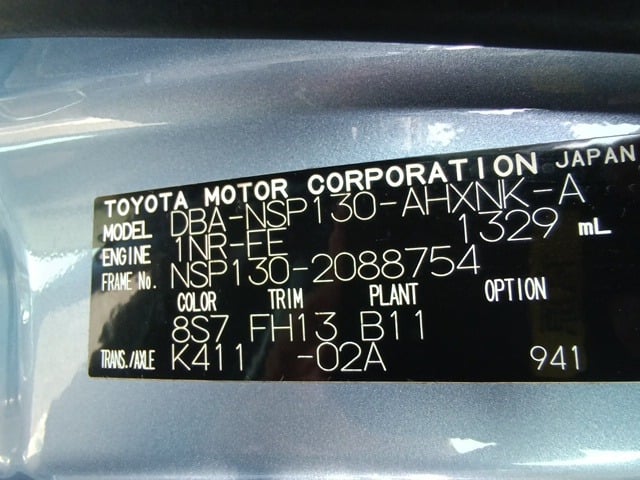 TOYOTA MOTOR CORPORATION JAPAN
MODEL DBA-NSP130-AHXNK-A
ENGINE 1NR-FE 1329 mL
FRAME No. NSP130-2088754
COLOR TRIM PLANT OPTION
8S7 FH13 B11
TRANS./AXLE K411 -02A 941